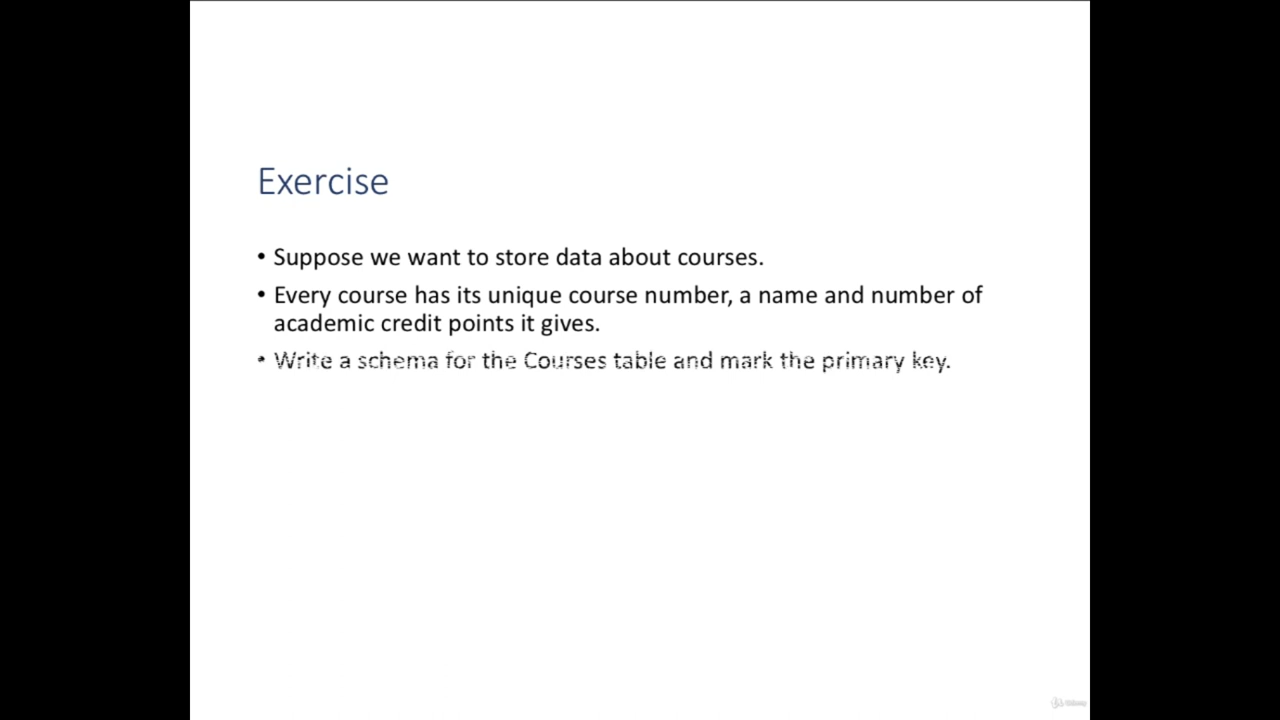 Exercise
• Suppose we want to store data about courses.
• Every course has its unique course number, a name and number of
academic credit points it gives.
• Write a schema for the Courses table and mark the primary key.